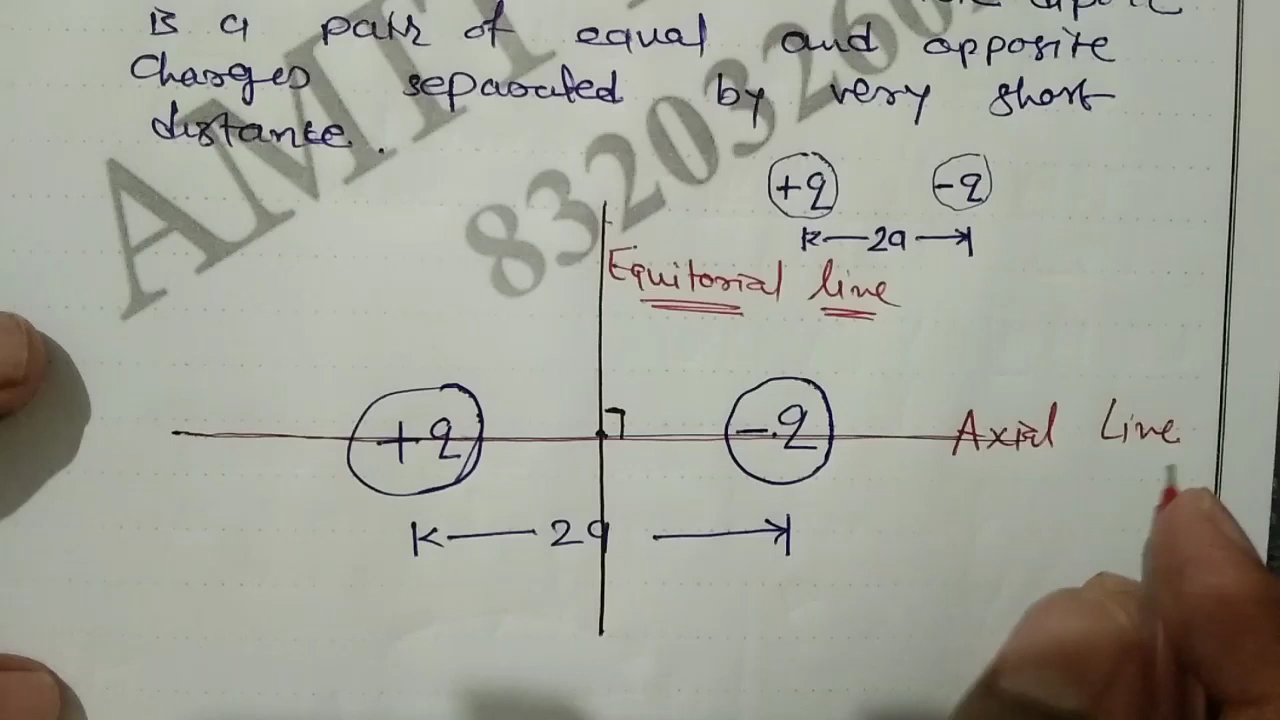 is a pair of equal and opposite
charges separated by very short
distance.
+q -q
2a
Equitorial line
+q -q Axial Line
2a
AMIT
8320326